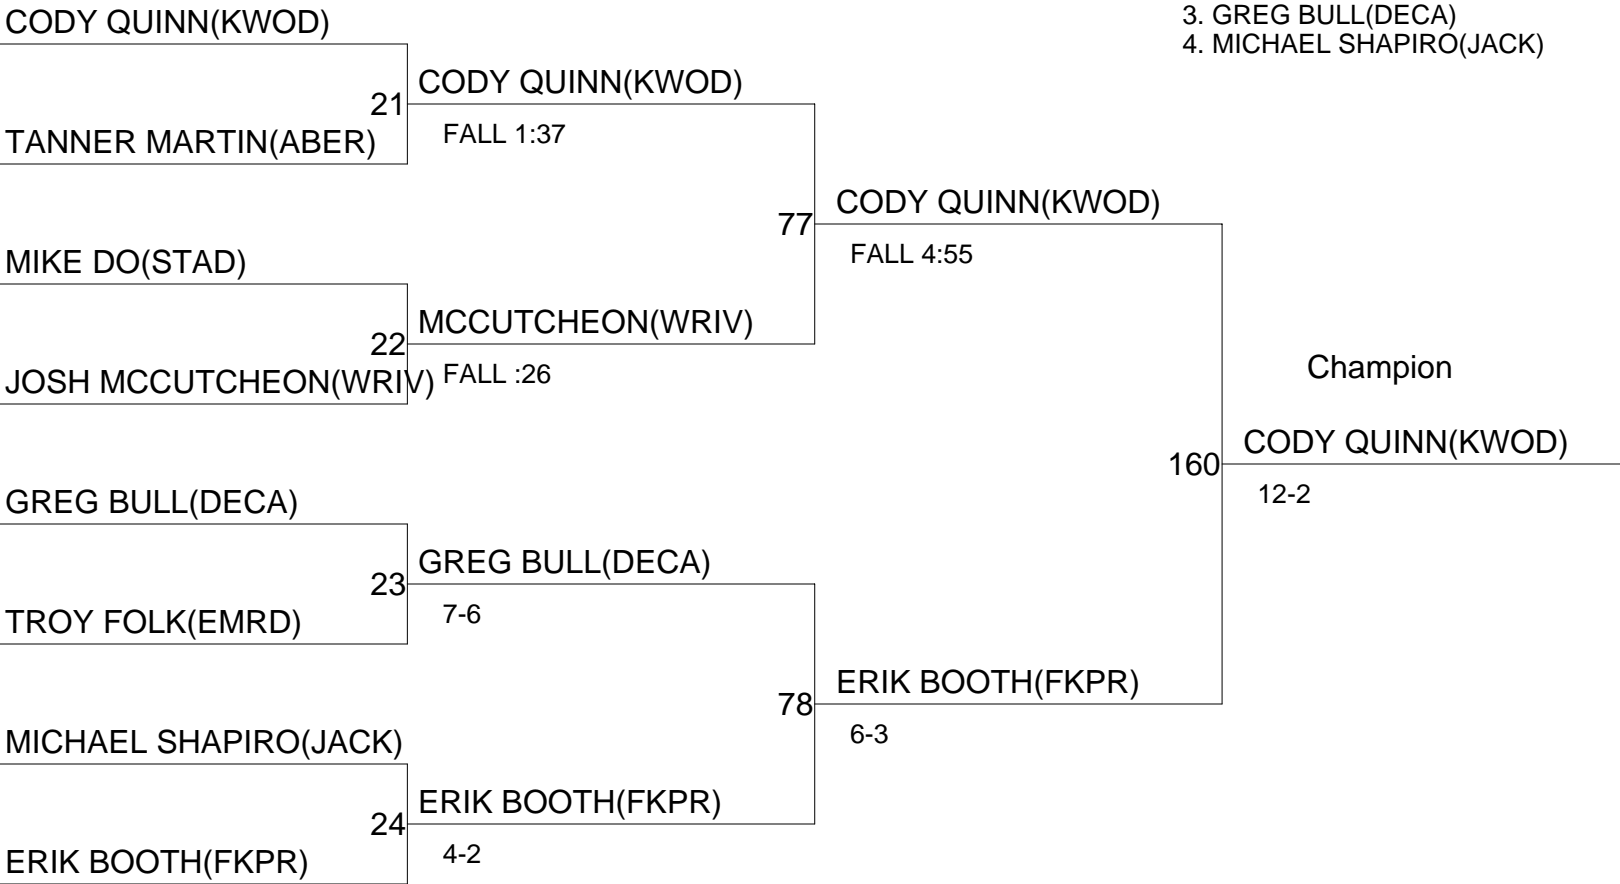 3. GREG BULL(DECA)
4. MICHAEL SHAPIRO(JACK)
CODY QUINN(KWOD)
21
CODY QUINN(KWOD)
FALL 1:37
TANNER MARTIN(ABER)
77
CODY QUINN(KWOD)
FALL 4:55
MIKE DO(STAD)
22
MCCUTCHEON(WRIV)
FALL :26
JOSH MCCUTCHEON(WRIV)
Champion
160
CODY QUINN(KWOD)
12-2
GREG BULL(DECA)
23
GREG BULL(DECA)
7-6
TROY FOLK(EMRD)
78
ERIK BOOTH(FKPR)
6-3
MICHAEL SHAPIRO(JACK)
24
ERIK BOOTH(FKPR)
4-2
ERIK BOOTH(FKPR)